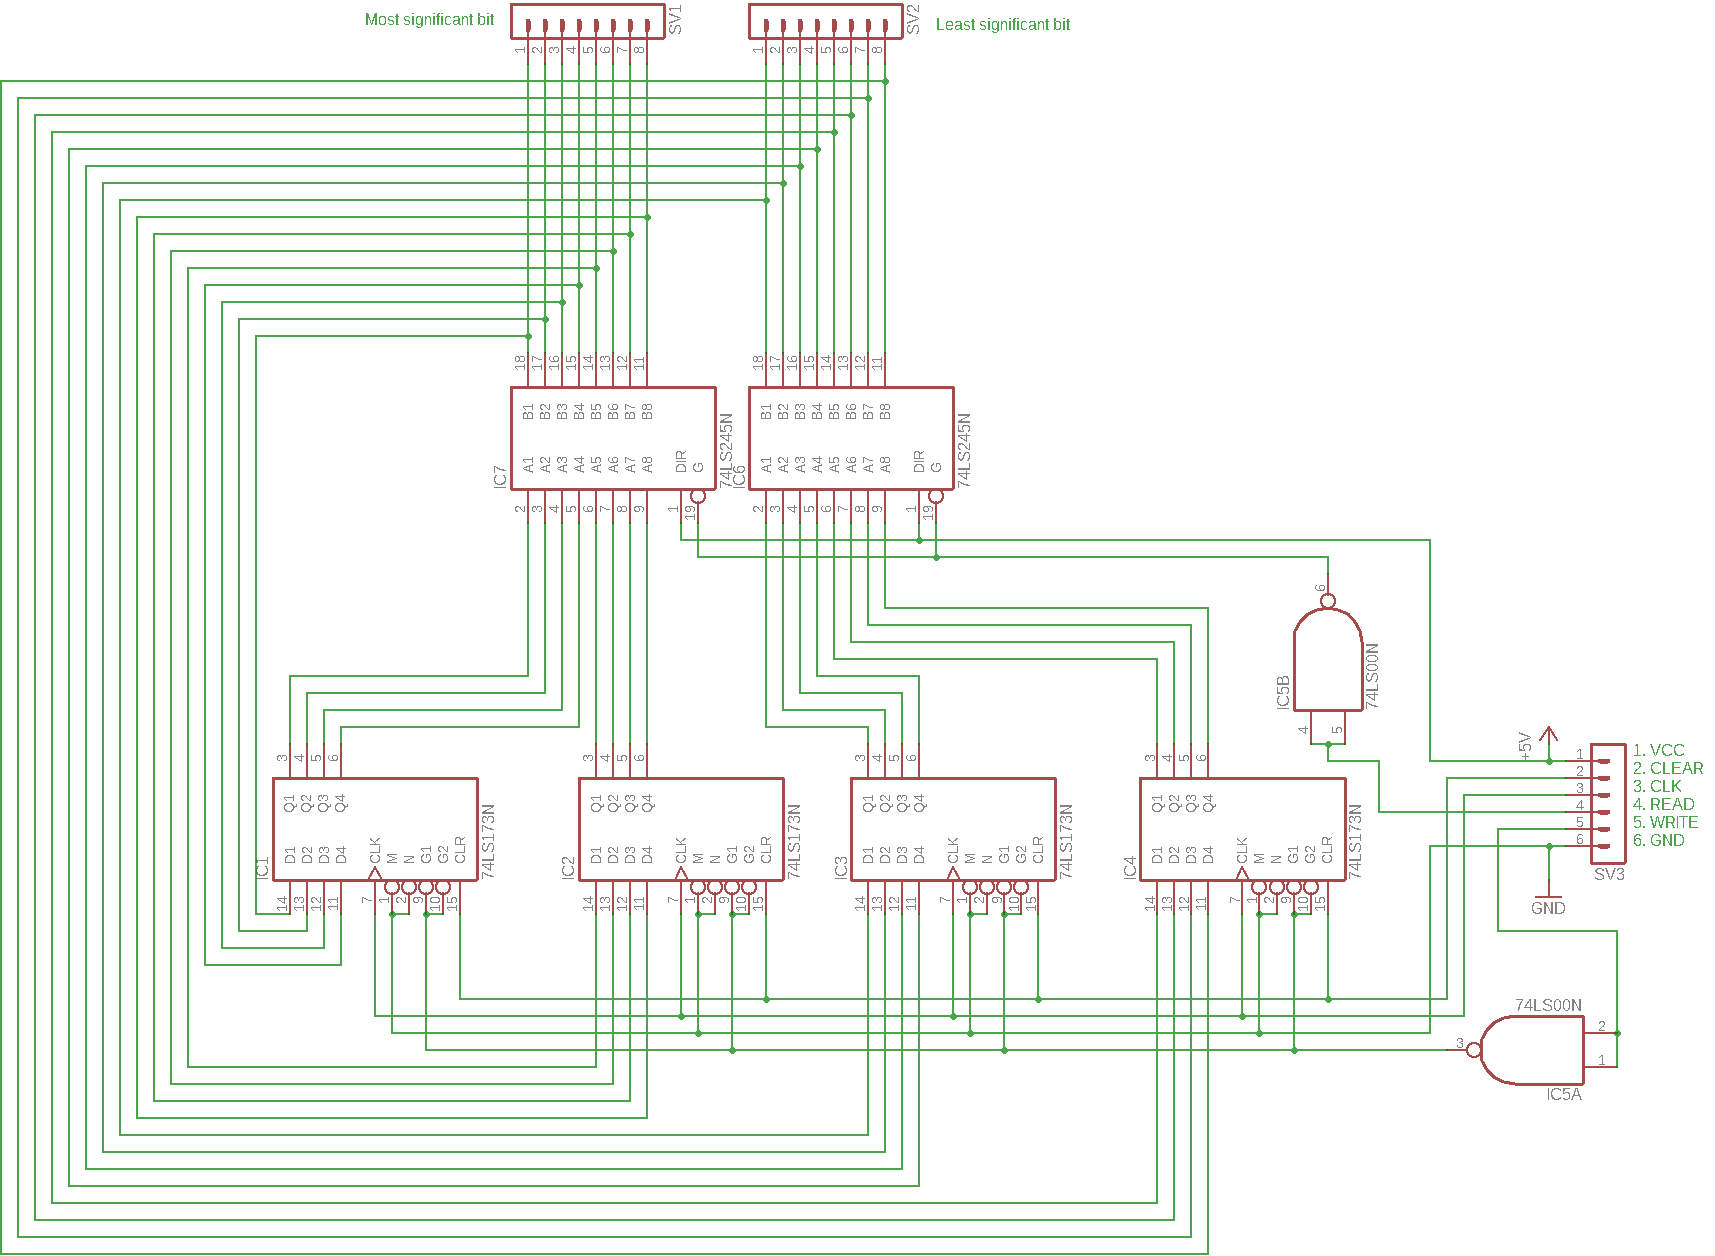 Most significant bit
SV1
SV2
Least significant bit
1 2 3 4 5 6 7 8
1 2 3 4 5 6 7 8
18 17 16 15 14 13 12 11
18 17 16 15 14 13 12 11
B1 B2 B3 B4 B5 B6 B7 B8
B1 B2 B3 B4 B5 B6 B7 B8
A1 A2 A3 A4 A5 A6 A7 A8 DIR G
A1 A2 A3 A4 A5 A6 A7 A8 DIR G
IC7
74LS245N
IC6
74LS245N
2 3 4 5 6 7 8 9 1 19
2 3 4 5 6 7 8 9 1 19
6
IC5B
74LS00N
4 5
+5V
1
2
3
4
5
6
1. VCC
2. CLEAR
3. CLK
4. READ
5. WRITE
6. GND
SV3
GND
3 4 5 6
3 4 5 6
3 4 5 6
3 4 5 6
Q1 Q2 Q3 Q4
Q1 Q2 Q3 Q4
Q1 Q2 Q3 Q4
Q1 Q2 Q3 Q4
D1 D2 D3 D4 CLK M N G1 G2 CLR
D1 D2 D3 D4 CLK M N G1 G2 CLR
D1 D2 D3 D4 CLK M N G1 G2 CLR
D1 D2 D3 D4 CLK M N G1 G2 CLR
IC1
74LS173N
IC2
74LS173N
IC3
74LS173N
IC4
74LS173N
14 13 12 11 7 1 2 9 10 15
14 13 12 11 7 1 2 9 10 15
14 13 12 11 7 1 2 9 10 15
14 13 12 11 7 1 2 9 10 15
74LS00N
2
3
1
IC5A